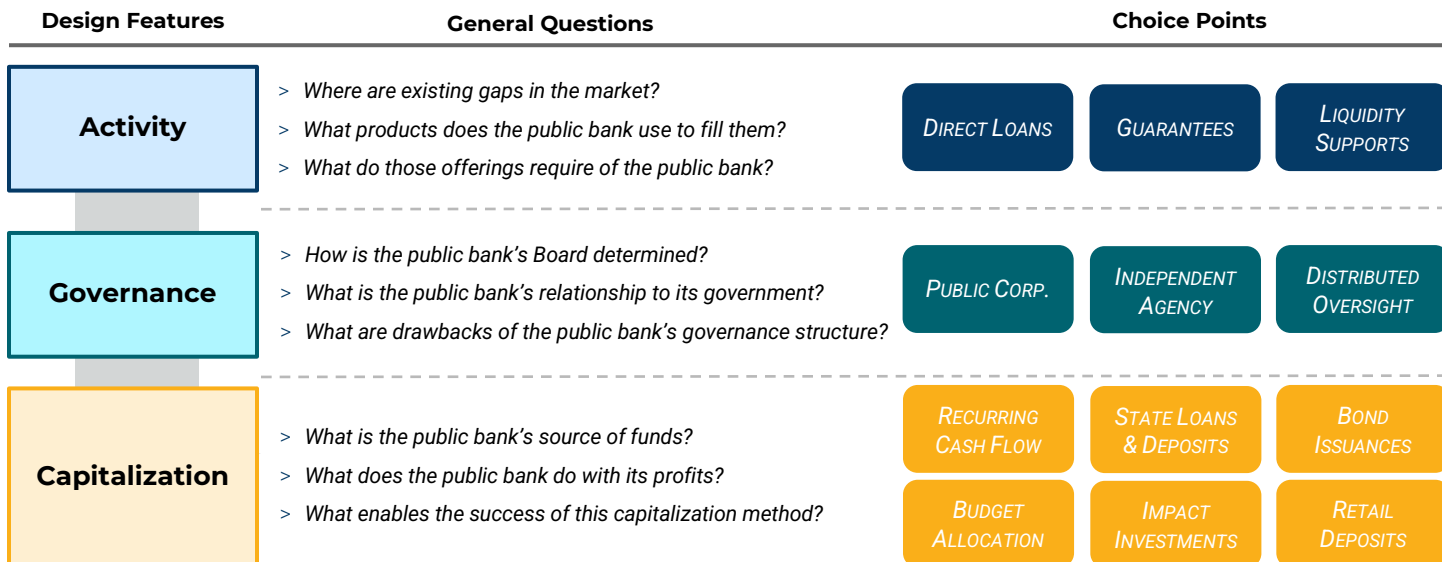 Design Features
General Questions
Choice Points
Activity
> Where are existing gaps in the market?
> What products does the public bank use to fill them?
> What do those offerings require of the public bank?
DIRECT LOANS
GUARANTEES
LIQUIDITY
SUPPORTS
Governance
> How is the public bank’s Board determined?
> What is the public bank’s relationship to its government?
> What are drawbacks of the public bank’s governance structure?
PUBLIC CORP.
INDEPENDENT
AGENCY
DISTRIBUTED
OVERSIGHT
Capitalization
> What is the public bank’s source of funds?
> What does the public bank do with its profits?
> What enables the success of this capitalization method?
RECURRING
CASH FLOW
STATE LOANS
& DEPOSITS
BOND
ISSUANCES
BUDGET
ALLOCATION
IMPACT
INVESTMENTS
RETAIL
DEPOSITS